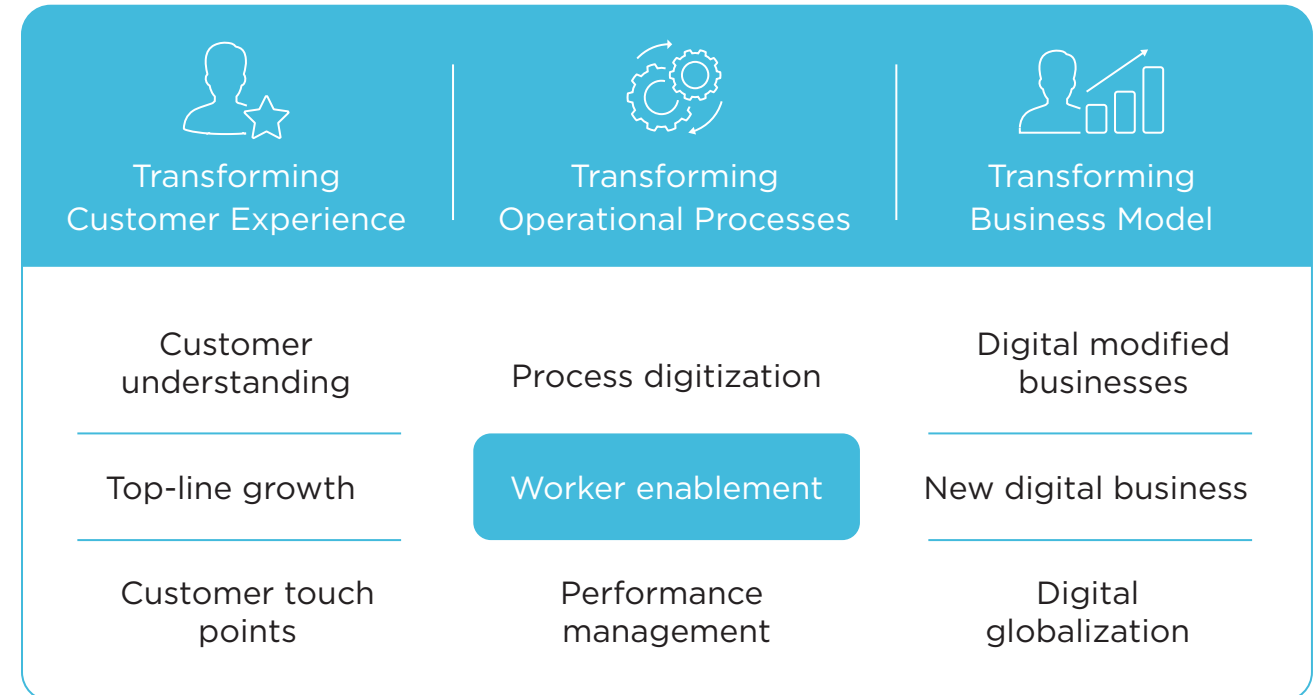 Transforming
Customer Experience
Transforming
Operational Processes
Transforming
Business Model
Customer
understanding
Process digitization
Digital modified
businesses
Top-line growth
Worker enablement
New digital business
Customer touch
points
Performance
management
Digital
globalization